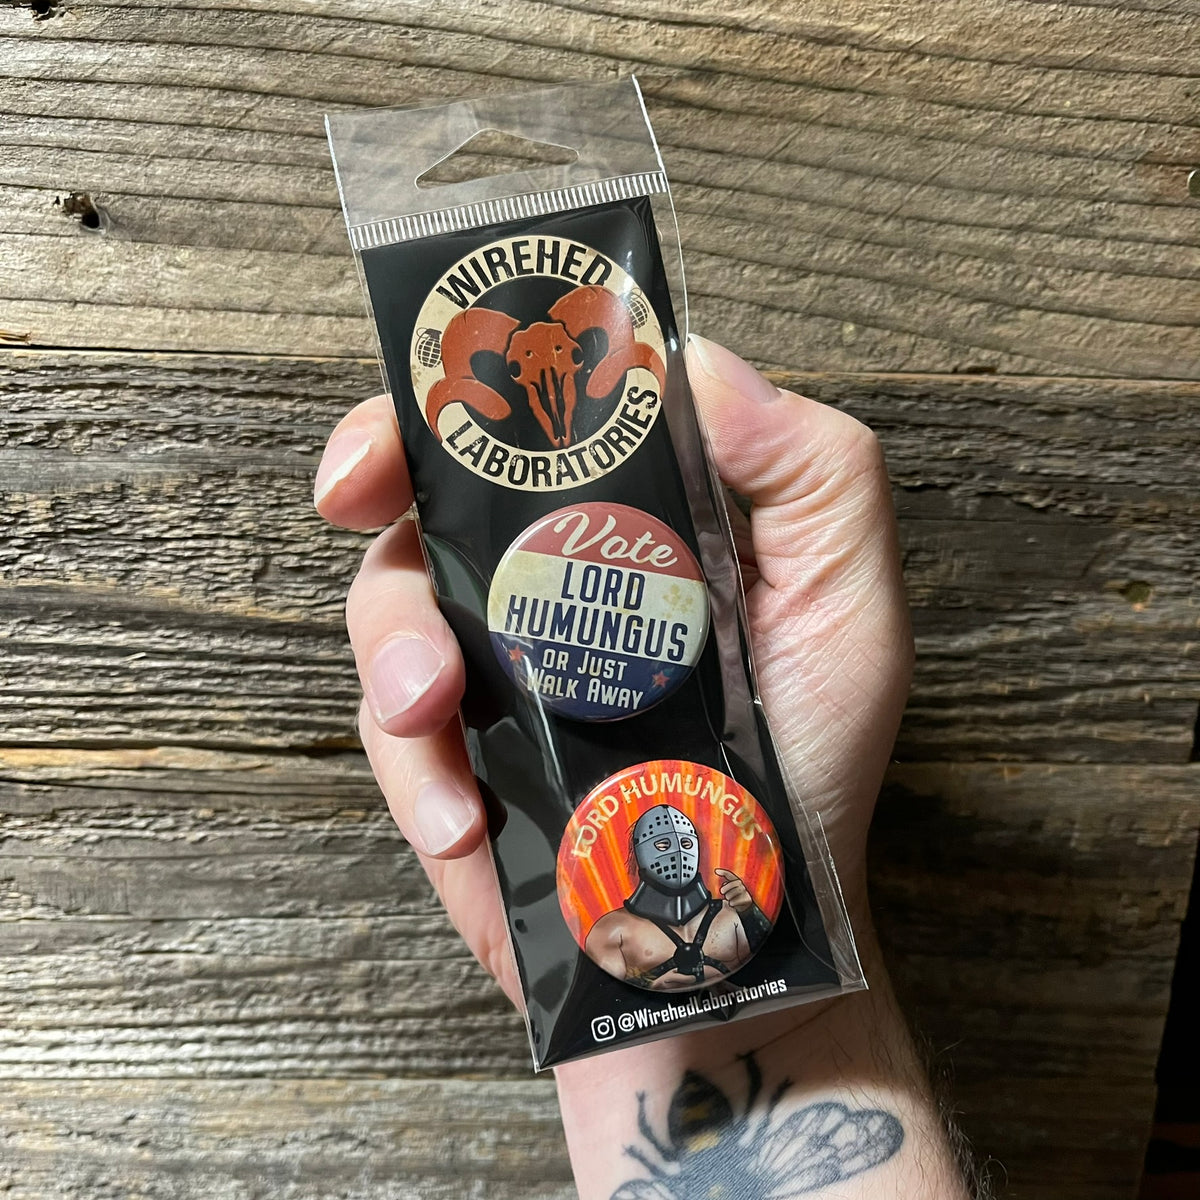 WIREHED
LABORATORIES
Vote
LORD
HUMUNGUS
OR JUST
WALK AWAY
LORD HUMUNGUS
@WirehedLaboratories